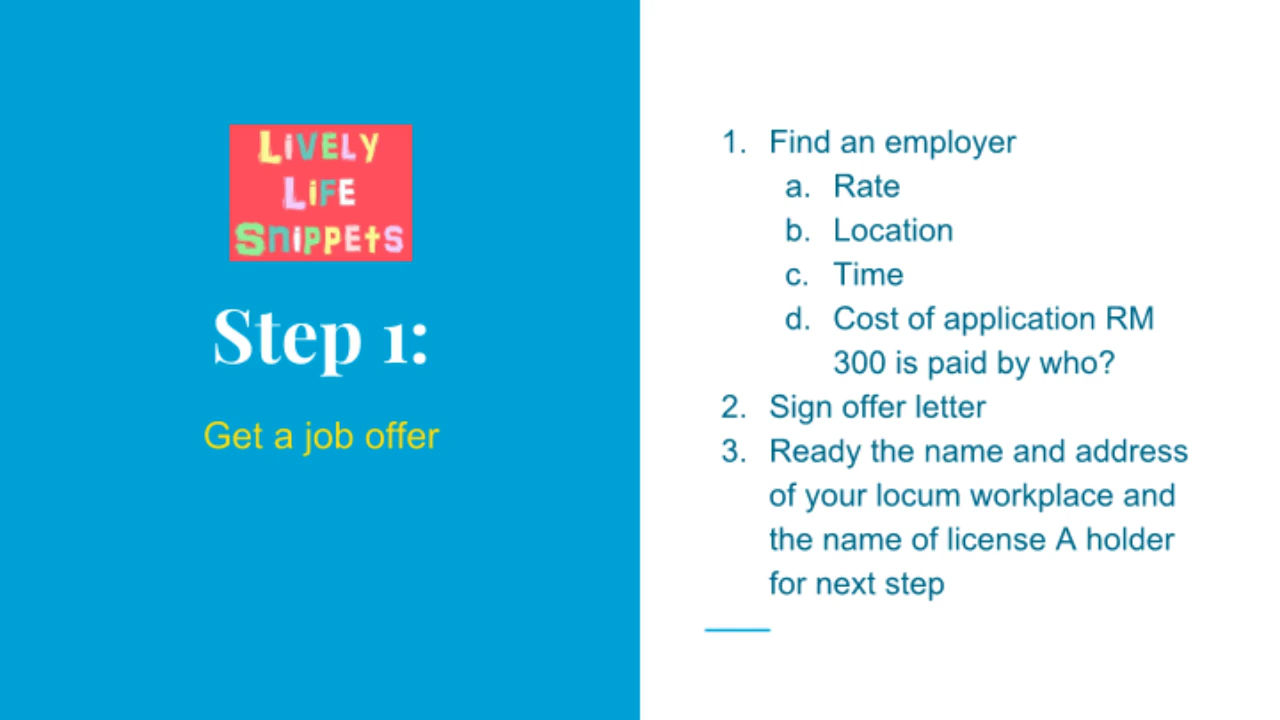 LiVELY
LiFE
SniPPEtS
Step 1:
Get a job offer
1. Find an employer
a. Rate
b. Location
c. Time
d. Cost of application RM
300 is paid by who?
2. Sign offer letter
3. Ready the name and address
of your locum workplace and
the name of license A holder
for next step